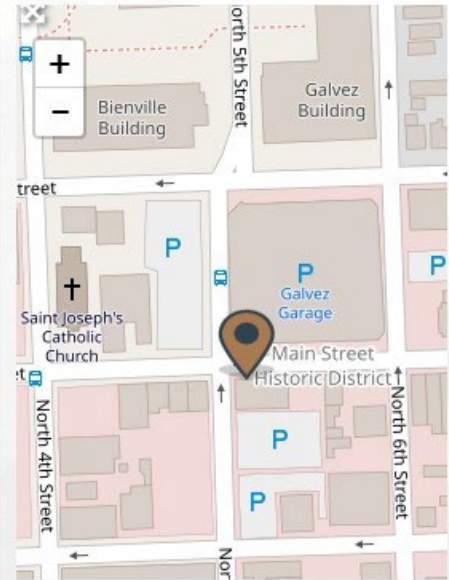 +
−
orth 5th Street
Bienville
Building
Galvez
Building
treet
P
P
P
Galvez
Garage
Saint Joseph's
Catholic
Church
Main Street
Historic District
et
North 4th Street
North 6th Street
P
P
Nor